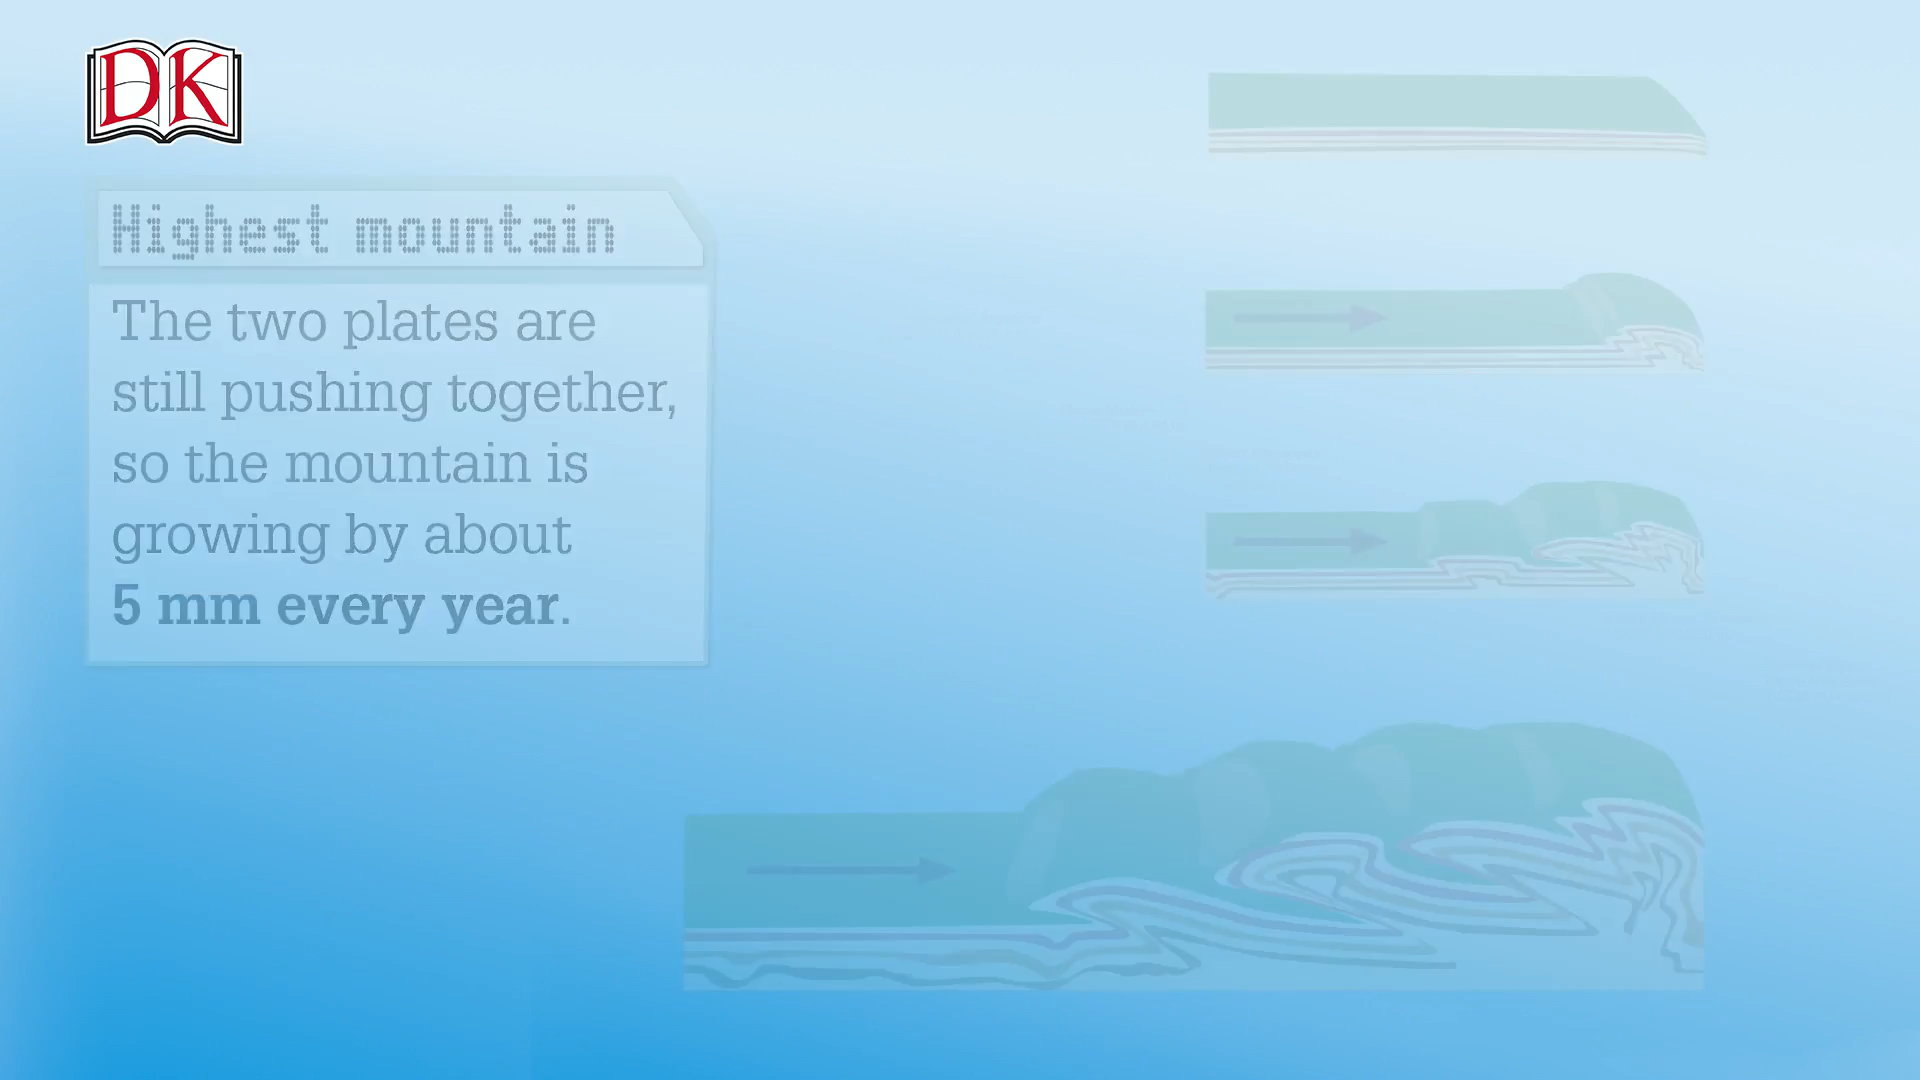 DK
Highest mountain
The two plates are
still pushing together,
so the mountain is
growing by about
5 mm every year.